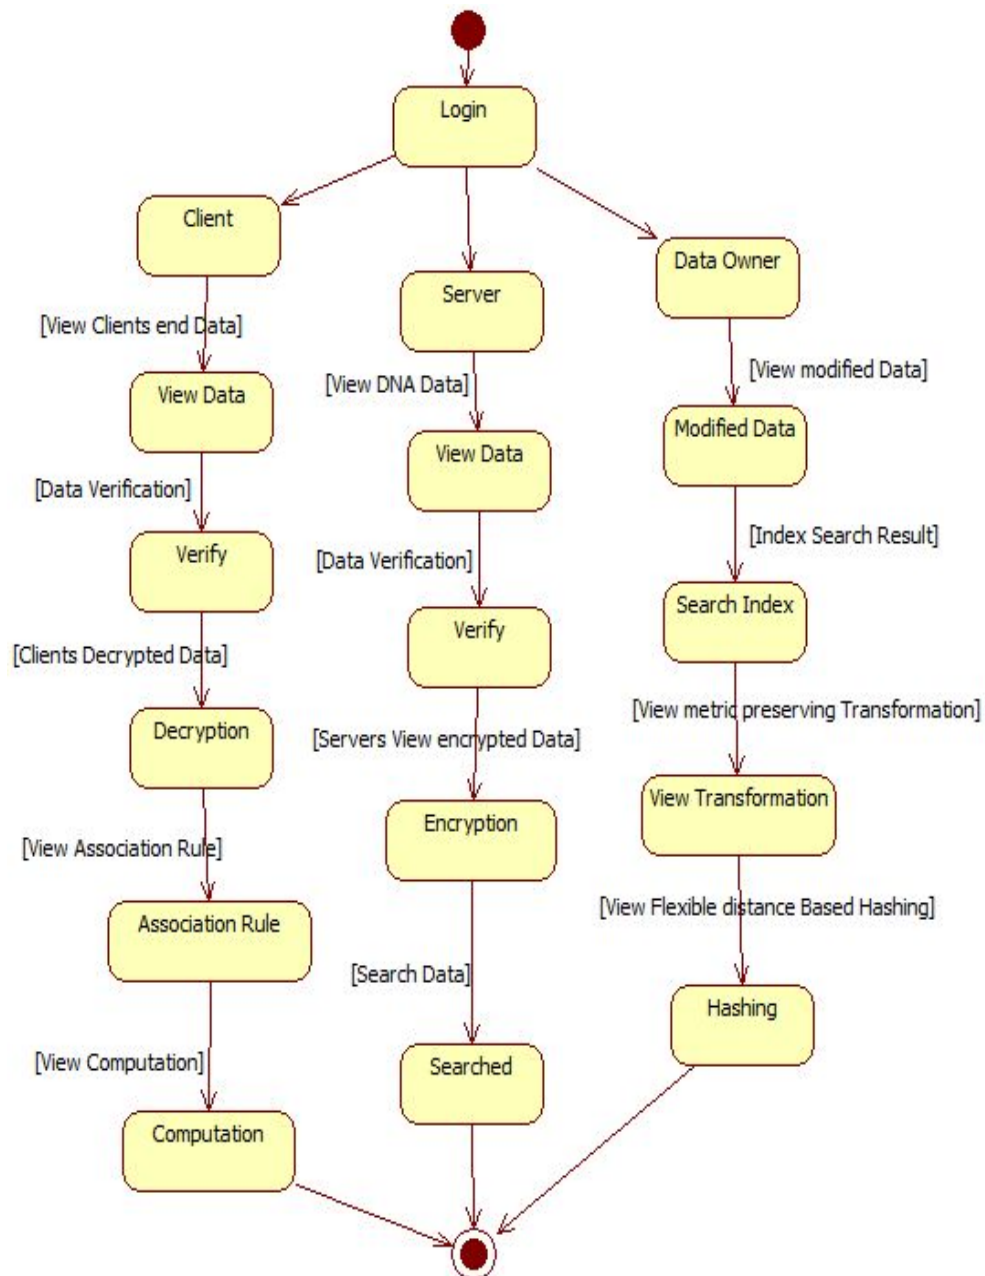 Login
Client
[View Clients end Data]
View Data
[Data Verification]
Verify
[Clients Decrypted Data]
Decryption
[View Association Rule]
Association Rule
[View Computation]
Computation
Server
[View DNA Data]
View Data
[Data Verification]
Verify
[Servers View encrypted Data]
Encryption
[Search Data]
Searched
Data Owner
[View modified Data]
Modified Data
[Index Search Result]
Search Index
[View metric preserving Transformation]
View Transformation
[View Flexible distance Based Hashing]
Hashing